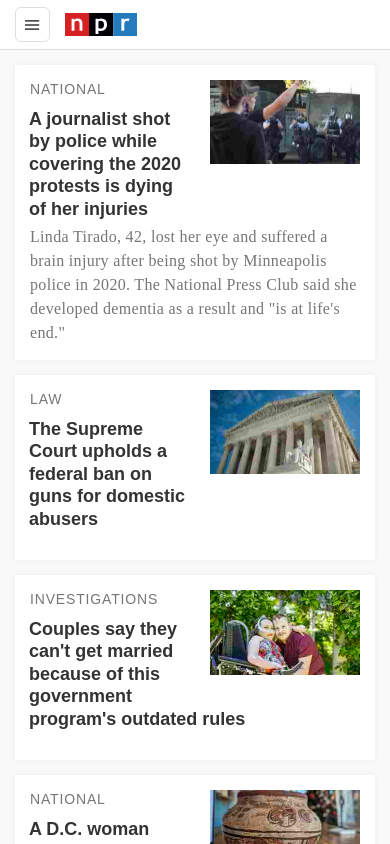 npr
NATIONAL
A journalist shot
by police while
covering the 2020
protests is dying
of her injuries
Linda Tirado, 42, lost her eye and suffered a
brain injury after being shot by Minneapolis
police in 2020. The National Press Club said she
developed dementia as a result and "is at life's
end."
LAW
The Supreme
Court upholds a
federal ban on
guns for domestic
abusers
INVESTIGATIONS
Couples say they
can't get married
because of this
government
program's outdated rules
NATIONAL
A D.C. woman